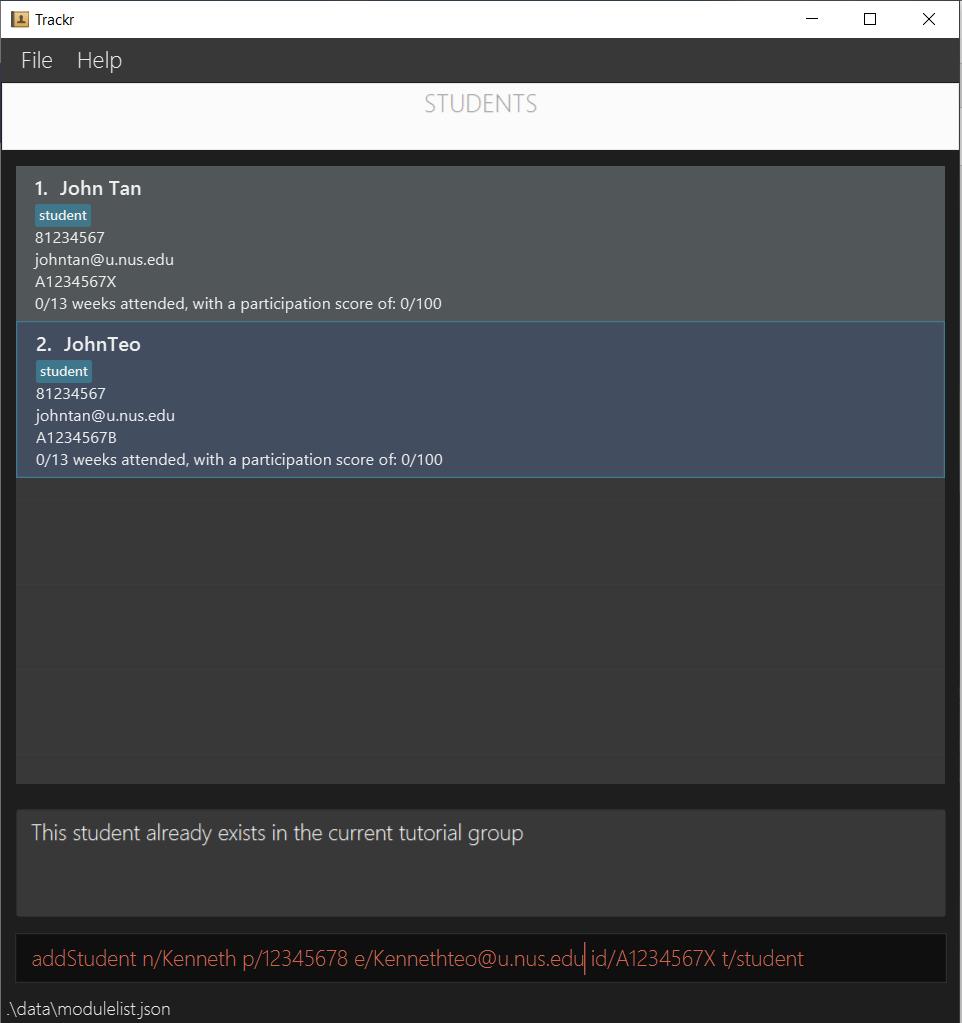 Trackr
File Help
STUDENTS
1. John Tan
student
81234567
johntan@u.nus.edu
A1234567X
0/13 weeks attended, with a participation score of: 0/100
2. JohnTeo
student
81234567
johntan@u.nus.edu
A1234567B
0/13 weeks attended, with a participation score of: 0/100
This student already exists in the current tutorial group
addStudent n/Kenneth p/12345678 e/Kennethteo@u.nus.edu id/A1234567X t/student
.\data\modulelist.json